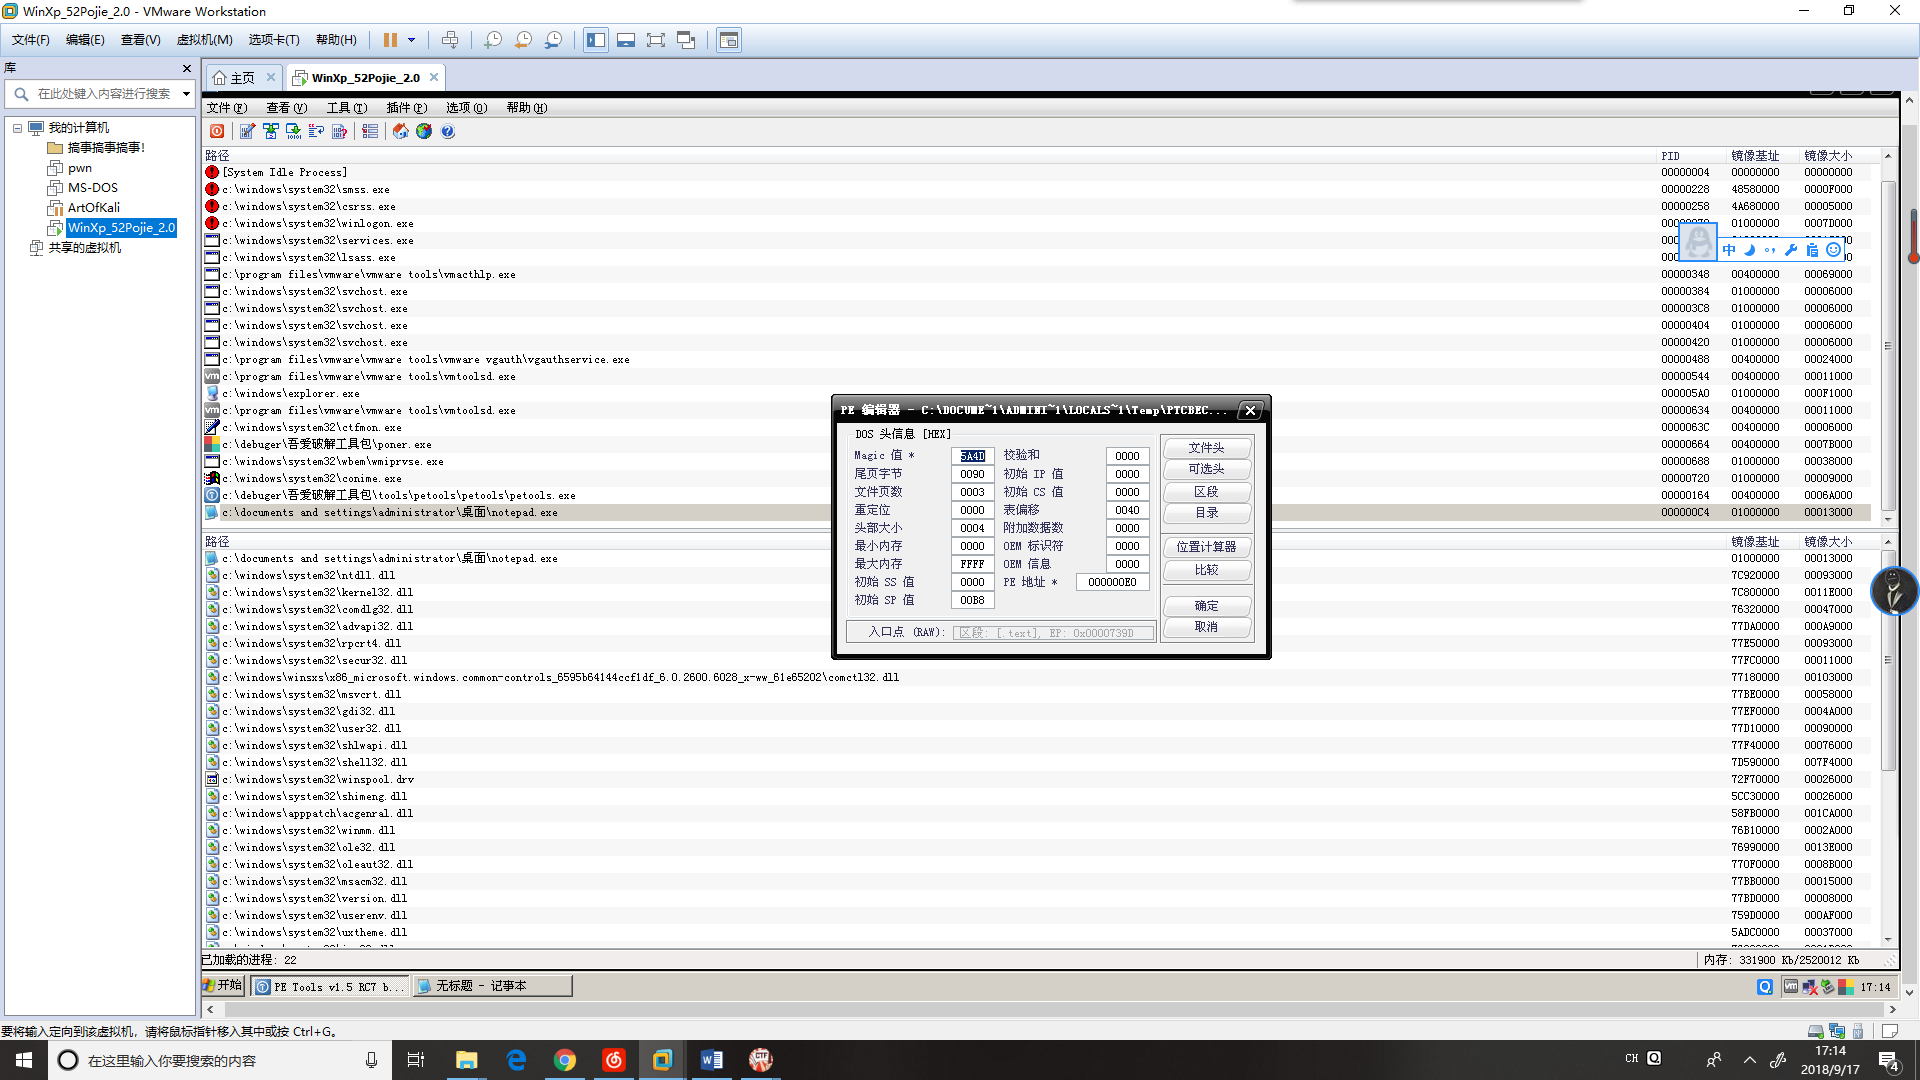 WinXp_52Pojie_2.0 - VMware Workstation
文件(F) 编辑(E) 查看(V) 虚拟机(M) 选项卡(T) 帮助(H)
库
主页 WinXp_52Pojie_2.0
在此处键入内容进行搜索
我的计算机
搞事搞事搞事!
pwn
MS-DOS
ArtOfKali
WinXp_52Pojie_2.0
共享的虚拟机
文件(F) 查看(V) 工具(T) 插件(P) 选项(O) 帮助(H)
路径 PID 镜像基址 镜像大小
[System Idle Process] 00000004 00000000 00000000
c:\windows\system32\smss.exe 00000228 48580000 0000F000
c:\windows\system32\csrss.exe 00000258 4A680000 00005000
c:\windows\system32\winlogon.exe 01000000 0007D000
c:\windows\system32\services.exe
c:\windows\system32\lsass.exe
中
c:\program files\vmware\vmware tools\vmacthlp.exe 00000348 00400000 00069000
c:\windows\system32\svchost.exe 00000384 01000000 00006000
c:\windows\system32\svchost.exe 000003C8 01000000 00006000
c:\windows\system32\svchost.exe 00000404 01000000 00006000
c:\windows\system32\svchost.exe 00000420 01000000 00006000
c:\program files\vmware\vmware tools\vmware vgauth\vgauthservice.exe 00000488 00400000 00024000
c:\program files\vmware\vmware tools\vmtoolsd.exe 00000544 00400000 00011000
c:\windows\explorer.exe 000005A0 01000000 000F1000
c:\program files\vmware\vmware tools\vmtoolsd.exe 00000634 00400000 00011000
c:\windows\system32\ctfmon.exe 0000063C 00400000 00006000
c:\debuger\吾爱破解工具包\poner.exe 00000664 00400000 0007B000
c:\windows\system32\wbem\wmiprvse.exe 00000688 01000000 00038000
c:\windows\system32\conime.exe 00000720 01000000 00009000
c:\debuger\吾爱破解工具包\tools\petools\petools\petools.exe 00000164 00400000 0006A000
c:\documents and settings\administrator\桌面\notepad.exe 000000C4 01000000 00013000
PE 编辑器 - C:\DOCUME~1\ADMINI~1\LOCALS~1\Temp\PTCBEC...
DOS 头信息 [HEX]
Magic 值 * 5A4D 校验和 0000
尾页字节 0090 初始 IP 值 0000
文件页数 0003 初始 CS 值 0000
重定位 0000 表偏移 0040
头部大小 0004 附加数据数 0000
最小内存 0000 OEM 标识符 0000
最大内存 FFFF OEM 信息 0000
初始 SS 值 0000 PE 地址 * 000000E0
初始 SP 值 00B8
入口点 (RAW): 区段: [.text], EP: 0x0000739D
文件头
可选头
区段
目录
位置计算器
比较
确定
取消
路径 镜像基址 镜像大小
c:\documents and settings\administrator\桌面\notepad.exe 01000000 00013000
c:\windows\system32\ntdll.dll 7C920000 00093000
c:\windows\system32\kernel32.dll 7C800000 0011E000
c:\windows\system32\comdlg32.dll 76320000 00047000
c:\windows\system32\advapi32.dll 77DA0000 000A9000
c:\windows\system32\rpcrt4.dll 77E50000 00093000
c:\windows\system32\secur32.dll 77FC0000 00011000
c:\windows\winsxs\x86_microsoft.windows.common-controls_6595b64144ccf1df_6.0.2600.6028_x-ww_61e65202\comctl32.dll 77180000 00103000
c:\windows\system32\msvcrt.dll 77BE0000 00058000
c:\windows\system32\gdi32.dll 77EF0000 0004A000
c:\windows\system32\user32.dll 77D10000 00090000
c:\windows\system32\shlwapi.dll 77F40000 00076000
c:\windows\system32\shell32.dll 7D590000 007F4000
c:\windows\system32\winspool.drv 72F70000 00026000
c:\windows\system32\shimeng.dll 5CC30000 00026000
c:\windows\apppatch\acgenral.dll 58FB0000 001CA000
c:\windows\system32\winmm.dll 76B10000 0002A000
c:\windows\system32\ole32.dll 76990000 0013E000
c:\windows\system32\oleaut32.dll 770F0000 0008B000
c:\windows\system32\msacm32.dll 77BB0000 00015000
c:\windows\system32\version.dll 77BD0000 00008000
c:\windows\system32\userenv.dll 759D0000 000AF000
c:\windows\system32\uxtheme.dll 5ADC0000 00037000
已加载的进程: 22 内存: 331900 Kb/2520012 Kb
开始 PE Tools v1.5 RC7 b... 无标题 - 记事本 17:14
要将输入定向到该虚拟机，请将鼠标指针移入其中或按 Ctrl+G。
在这里输入你要搜索的内容
CH 17:14
2018/9/17 4